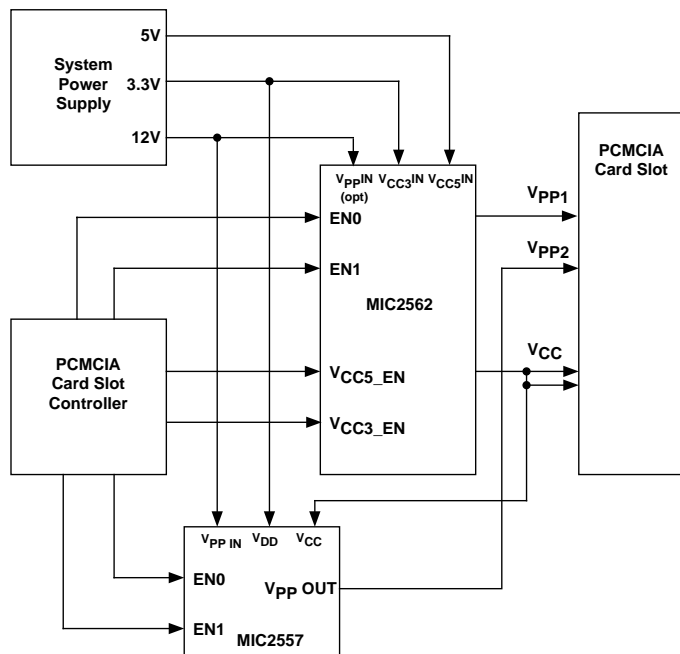 System
Power
Supply
5V
3.3V
12V
PCMCIA
Card Slot
VPPIN
(opt)
VCC3IN
VCC5IN
EN0
EN1
MIC2562
VCC5_EN
VCC3_EN
VPP1
VPP2
VCC
PCMCIA
Card Slot
Controller
VPP IN
VDD
VCC
EN0
VPP OUT
EN1
MIC2557